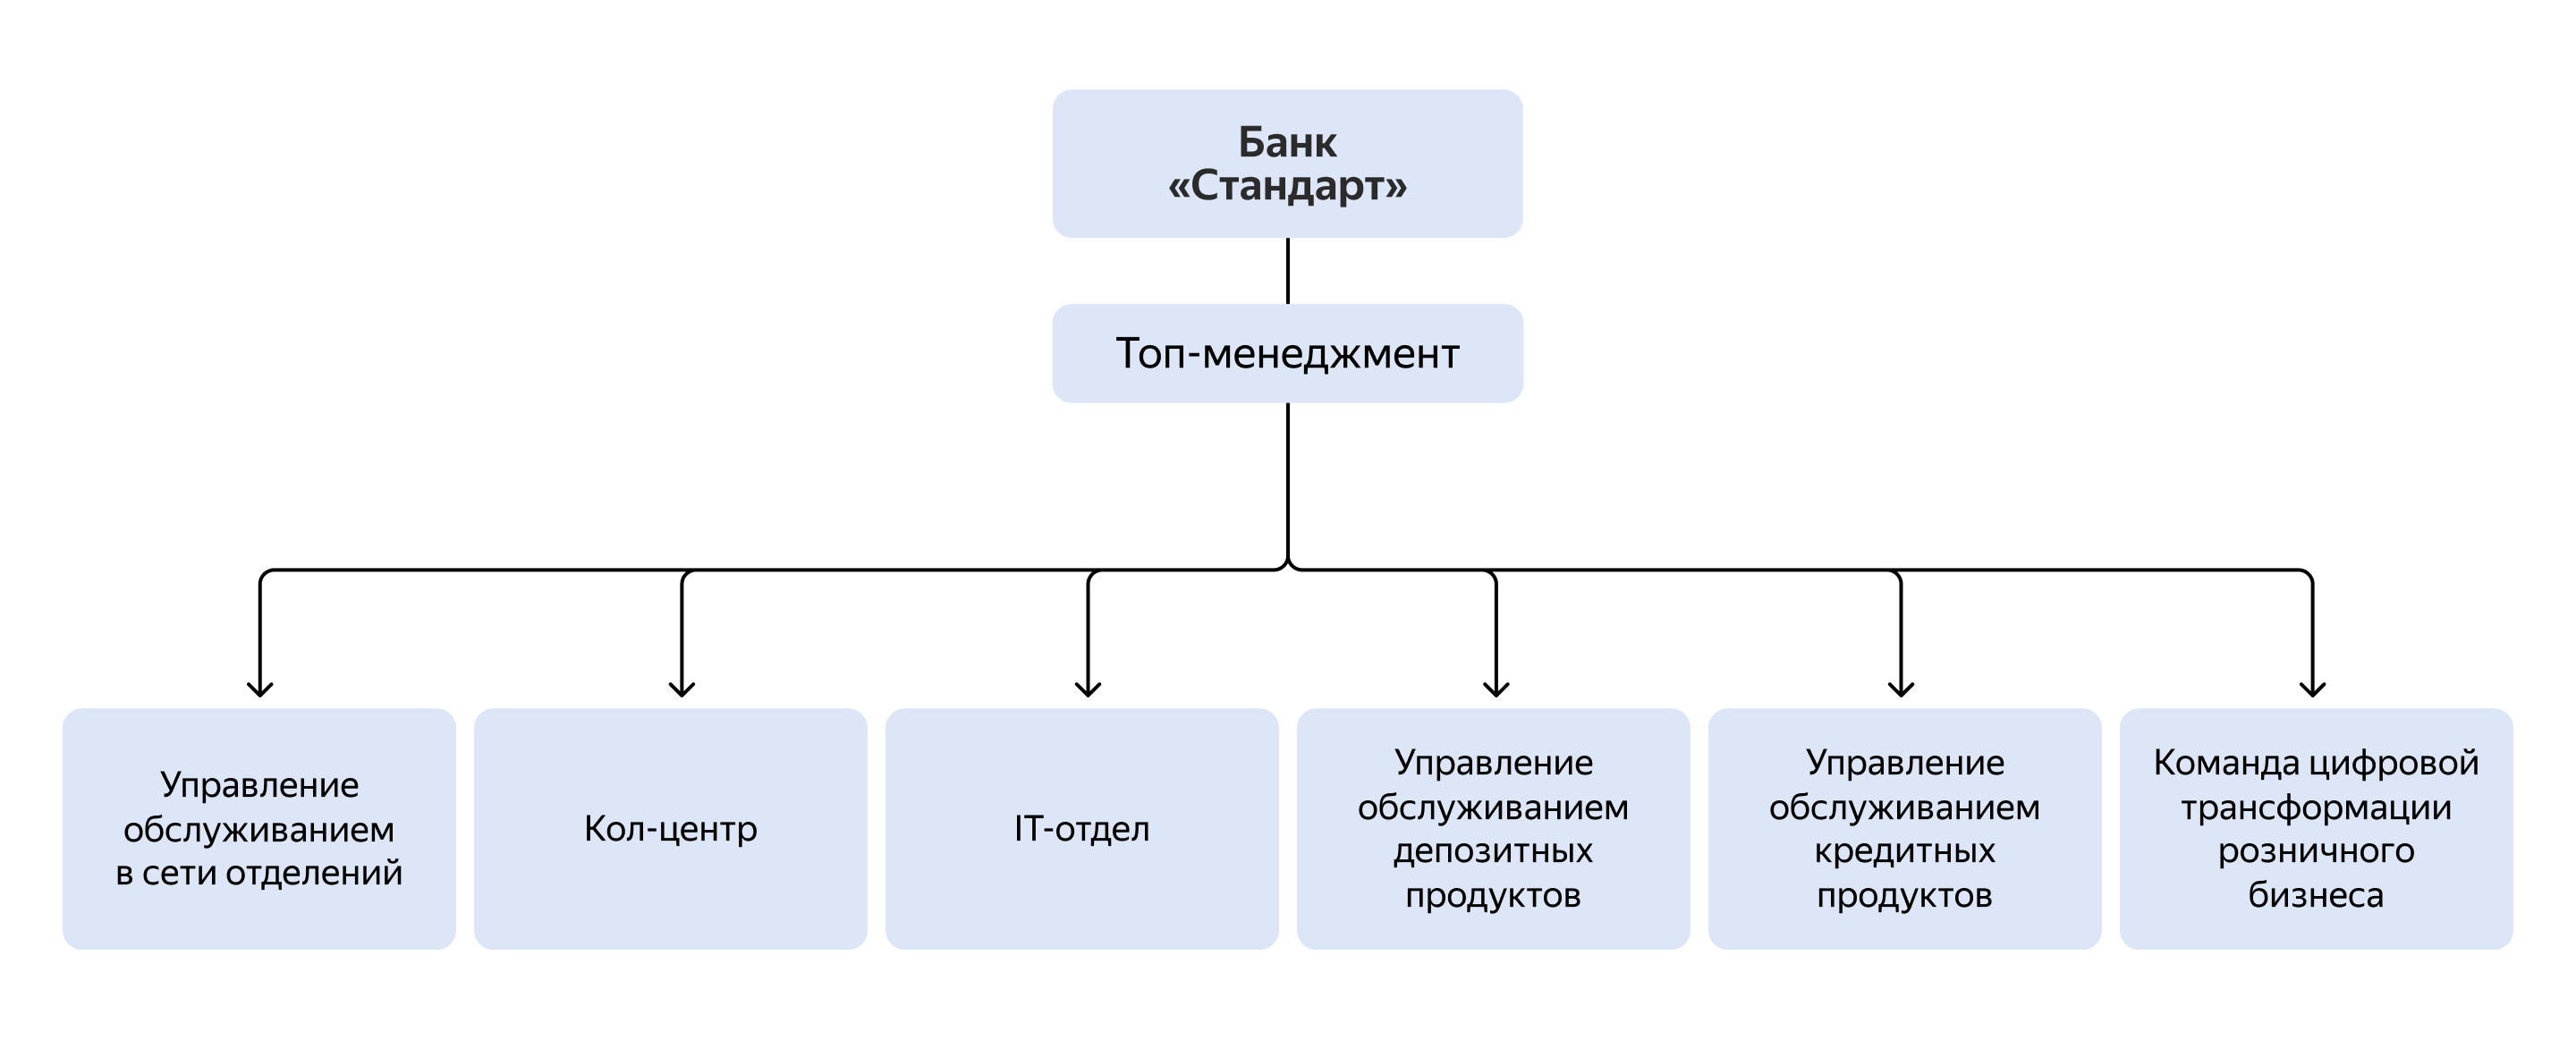 Банк
«Стандарт»
Топ-менеджмент
Управление
обслуживанием
в сети отделений
Кол-центр
IT-отдел
Управление
обслуживанием
депозитных
продуктов
Управление
обслуживанием
кредитных
продуктов
Команда цифровой
трансформации
розничного
бизнеса